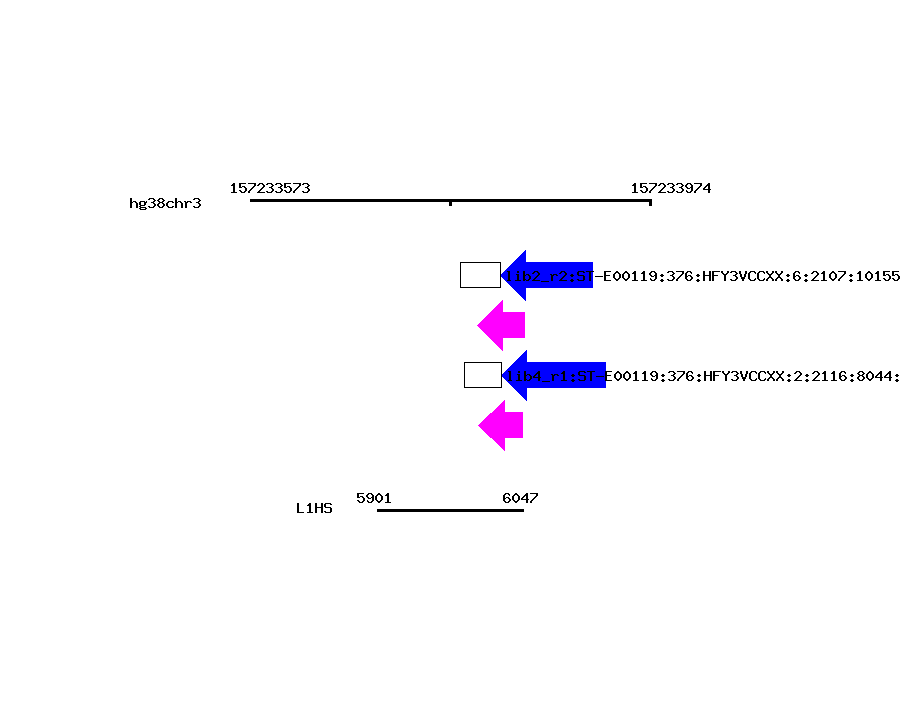 157233573 157233974
hg38chr3
lib2_r2:ST-E00119:376:HFY3VCCXX:6:2107:10155
lib4_r1:ST-E00119:376:HFY3VCCXX:2:2116:8044:
5901 6047
L1HS